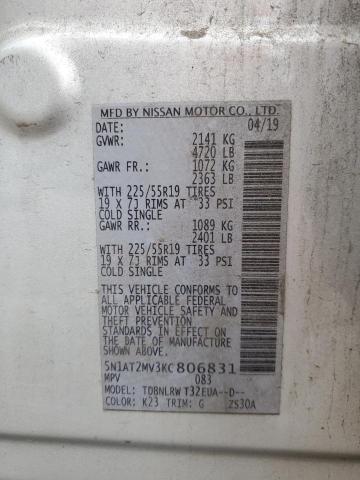 MFD BY NISSAN MOTOR CO., LTD.
DATE: 04/19
GVWR: 2141 KG
4720 LB
GAWR FR.: 1072 KG
2363 LB
WITH 225/55R19 TIRES
19 X 7J RIMS AT 33 PSI
COLD SINGLE
GAWR RR.: 1089 KG
2401 LB
WITH 225/55R19 TIRES
19 X 7J RIMS AT 33 PSI
COLD SINGLE
THIS VEHICLE CONFORMS TO
ALL APPLICABLE FEDERAL
MOTOR VEHICLE SAFETY
AND THEFT PREVENTION
STANDARDS IN EFFECT ON
THE DATE OF MANUFACTURE
SHOWN ABOVE.
5N1AT2MV3KC806831
MPV 083
MODEL: TDBNLRWT32EUA--D--
COLOR: K23 TRIM: G ZS30A